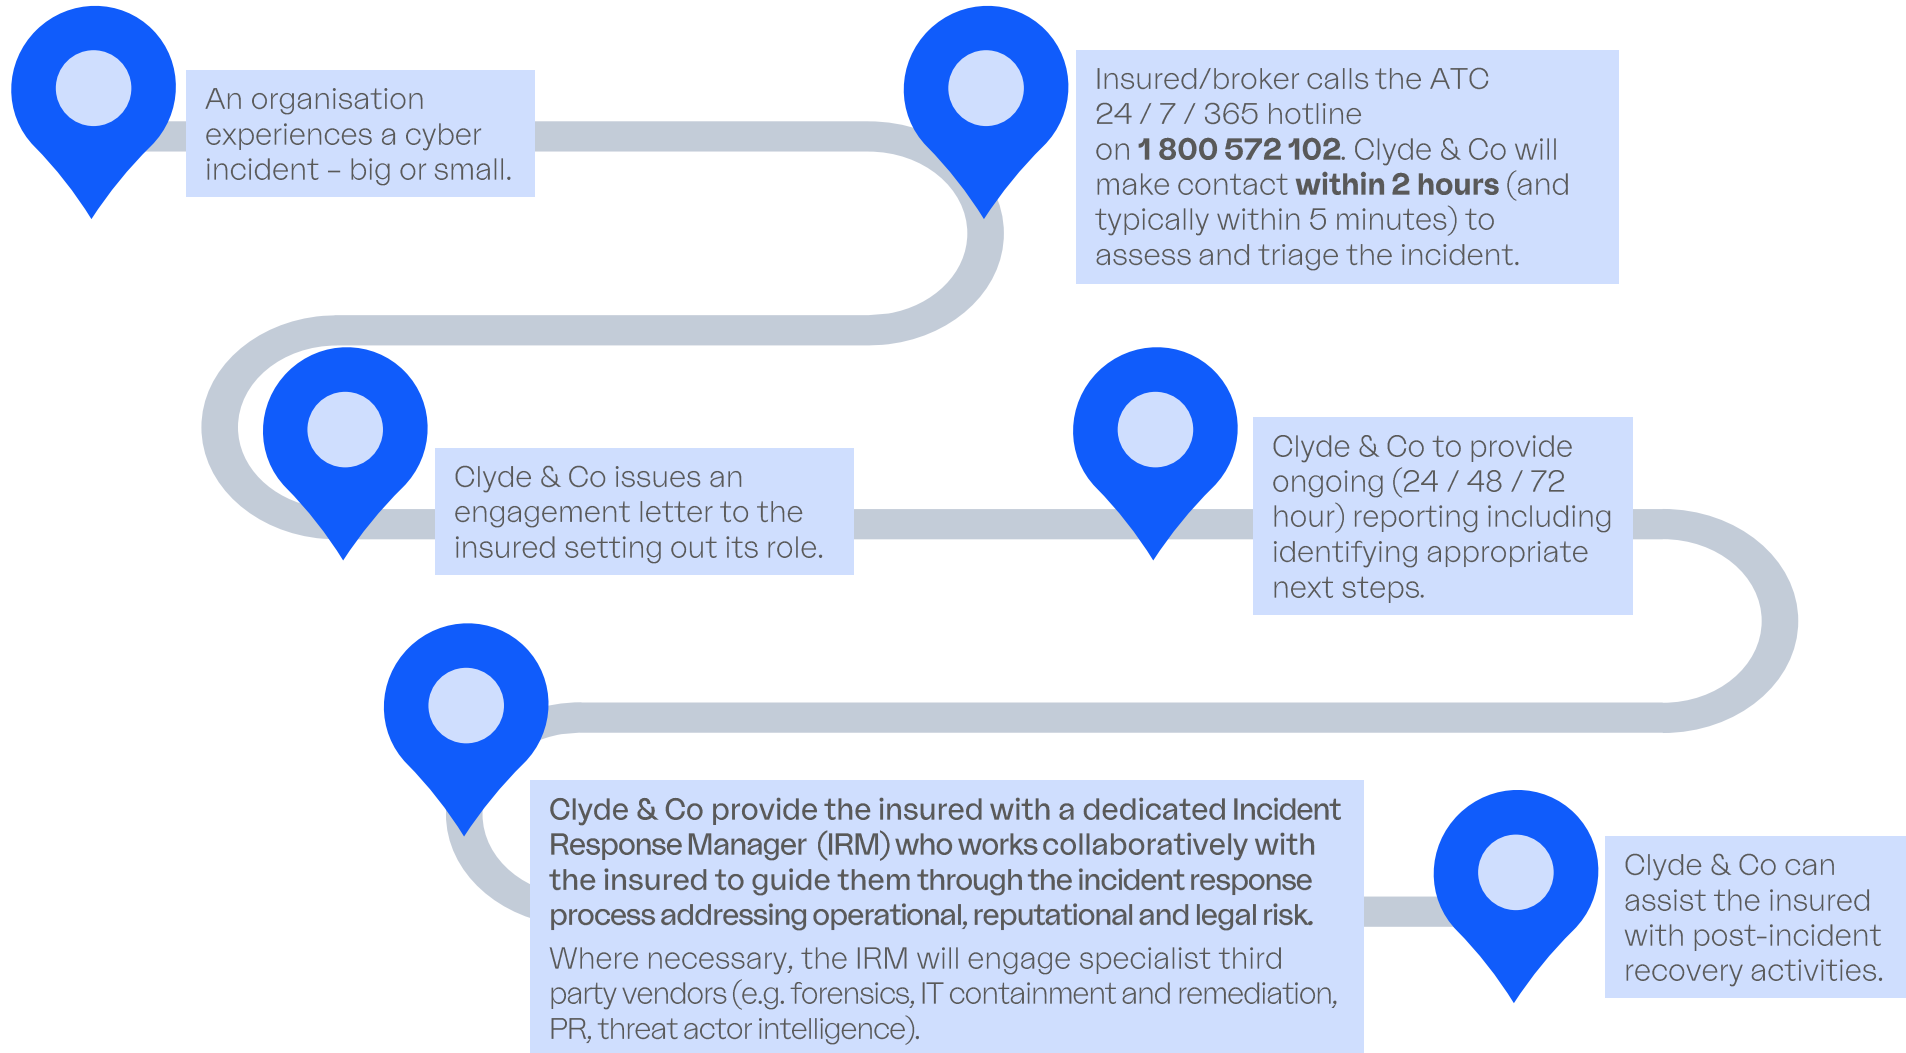 An organisation
experiences a cyber
incident – big or small.
Insured/broker calls the ATC
24 / 7 / 365 hotline
on 1 800 572 102. Clyde & Co will
make contact within 2 hours (and
typically within 5 minutes) to
assess and triage the incident.
Clyde & Co issues an
engagement letter to the
insured setting out its role.
Clyde & Co to provide
ongoing (24 / 48 / 72
hour) reporting including
identifying appropriate
next steps.
Clyde & Co provide the insured with a dedicated Incident
Response Manager (IRM) who works collaboratively with
the insured to guide them through the incident response
process addressing operational, reputational and legal risk.
Where necessary, the IRM will engage specialist third
party vendors (e.g. forensics, IT containment and remediation,
PR, threat actor intelligence).
Clyde & Co can
assist the insured
with post-incident
recovery activities.